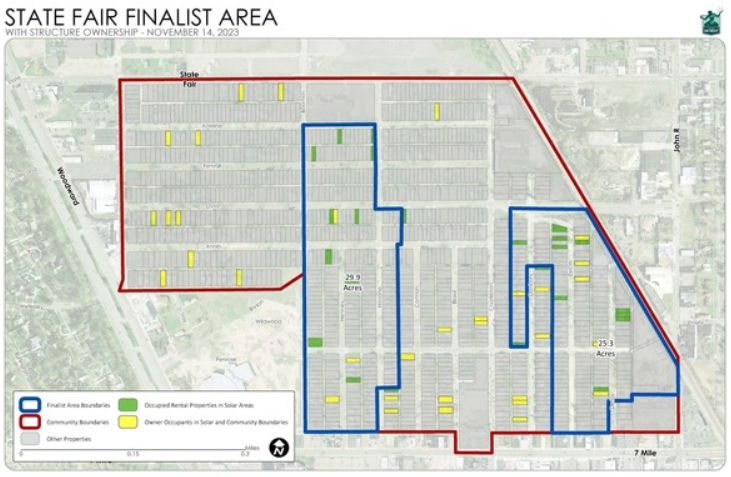 STATE FAIR FINALIST AREA
WITH STRUCTURE OWNERSHIP - NOVEMBER 14, 2023
State
Fair
John R
Woodward
29.9
Acres
Wildwood
25.3
Acres
Finalist Area Boundaries
Occupied Rental Properties in Solar Areas
Community Boundaries
Owner Occupants in Solar and Community Boundaries
Other Properties
Miles
0
0.15
0.3
N
7 Mile